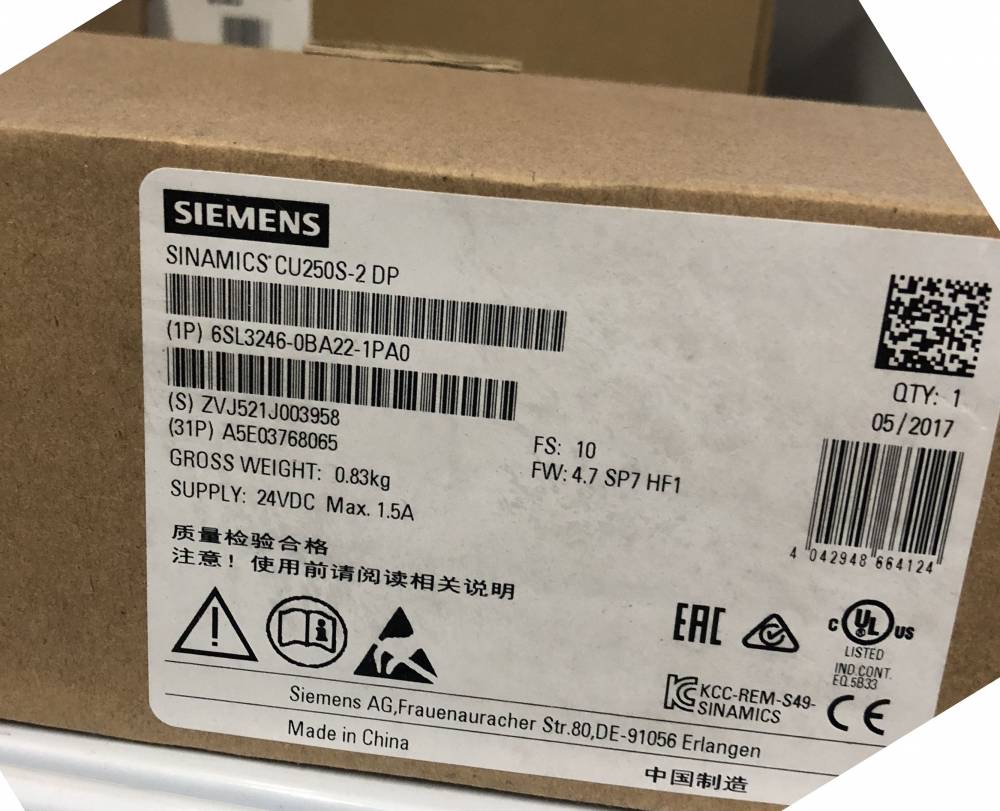 SIEMENS
SINAMICS® CU250S-2 DP
(1P) 6SL3246-0BA22-1PA0
(S) ZVJ521J003958
(31P) A5E03768065
GROSS WEIGHT: 0.83kg
SUPPLY: 24VDC Max. 1.5A
FS: 10
FW: 4.7 SP7 HF1
QTY: 1
05/2017
4 042948 664124
质量检验合格
注意！使用前请阅读相关说明
EAC
C UL US
LISTED
IND.CONT.
EQ.5B33
KCC-REM-S49-
SINAMICS
CE
Siemens AG,Frauenauracher Str.80,DE-91056 Erlangen
Made in China
中国制造